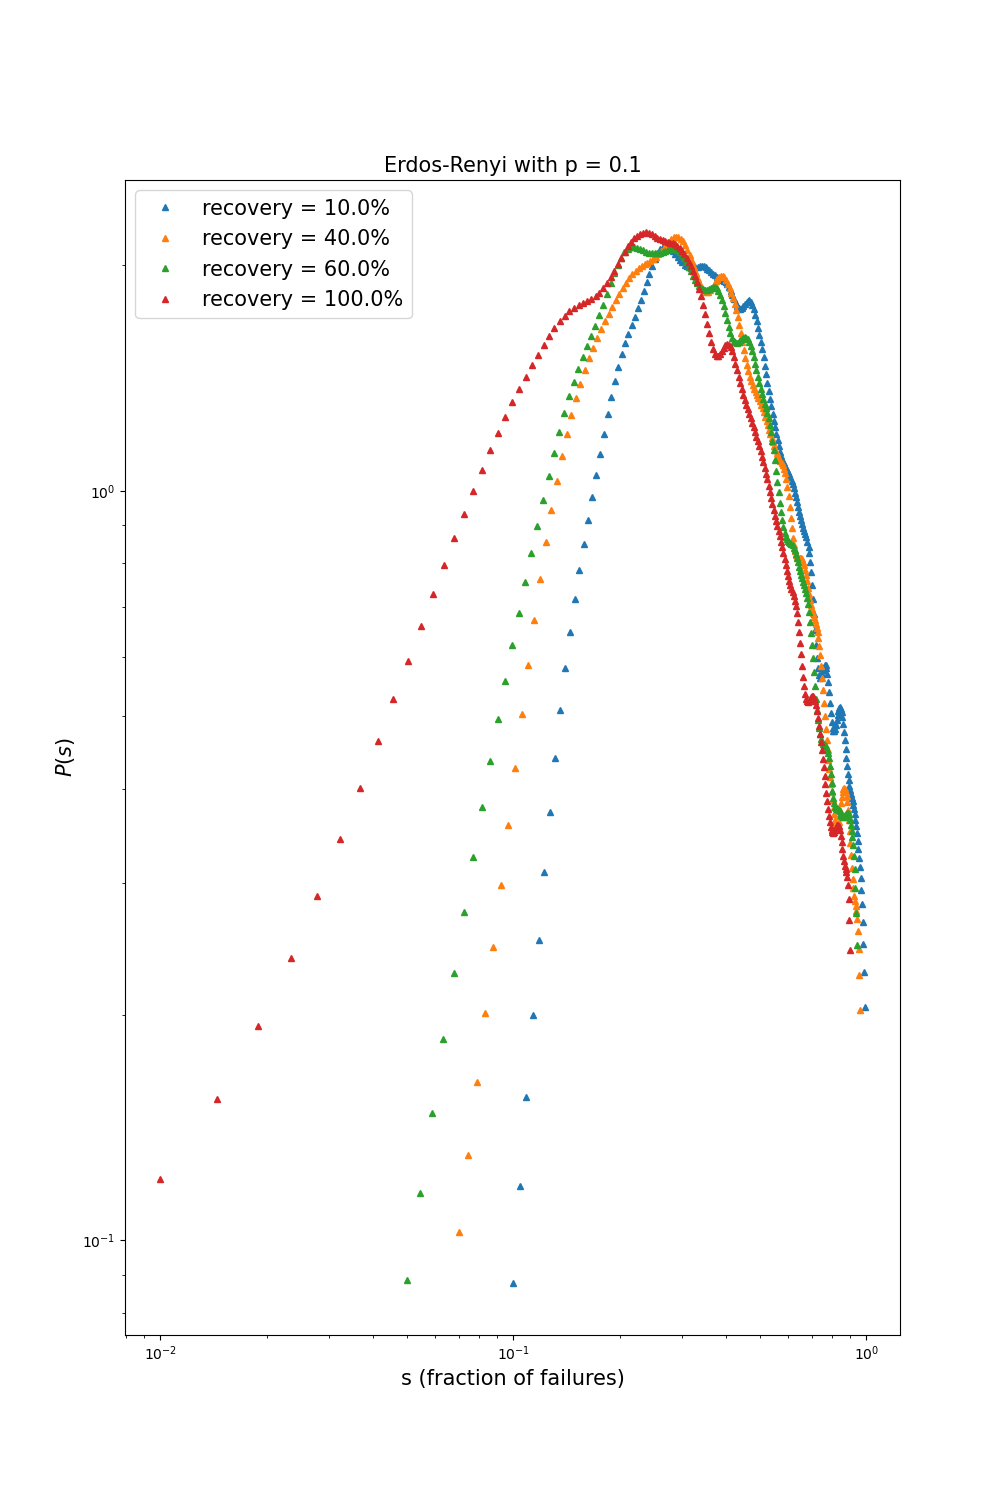 Erdos-Renyi with p = 0.1
recovery = 10.0%
recovery = 40.0%
recovery = 60.0%
recovery = 100.0%
P(s)
10⁰
10⁻¹
10⁻²
10⁻¹
10⁰
s (fraction of failures)